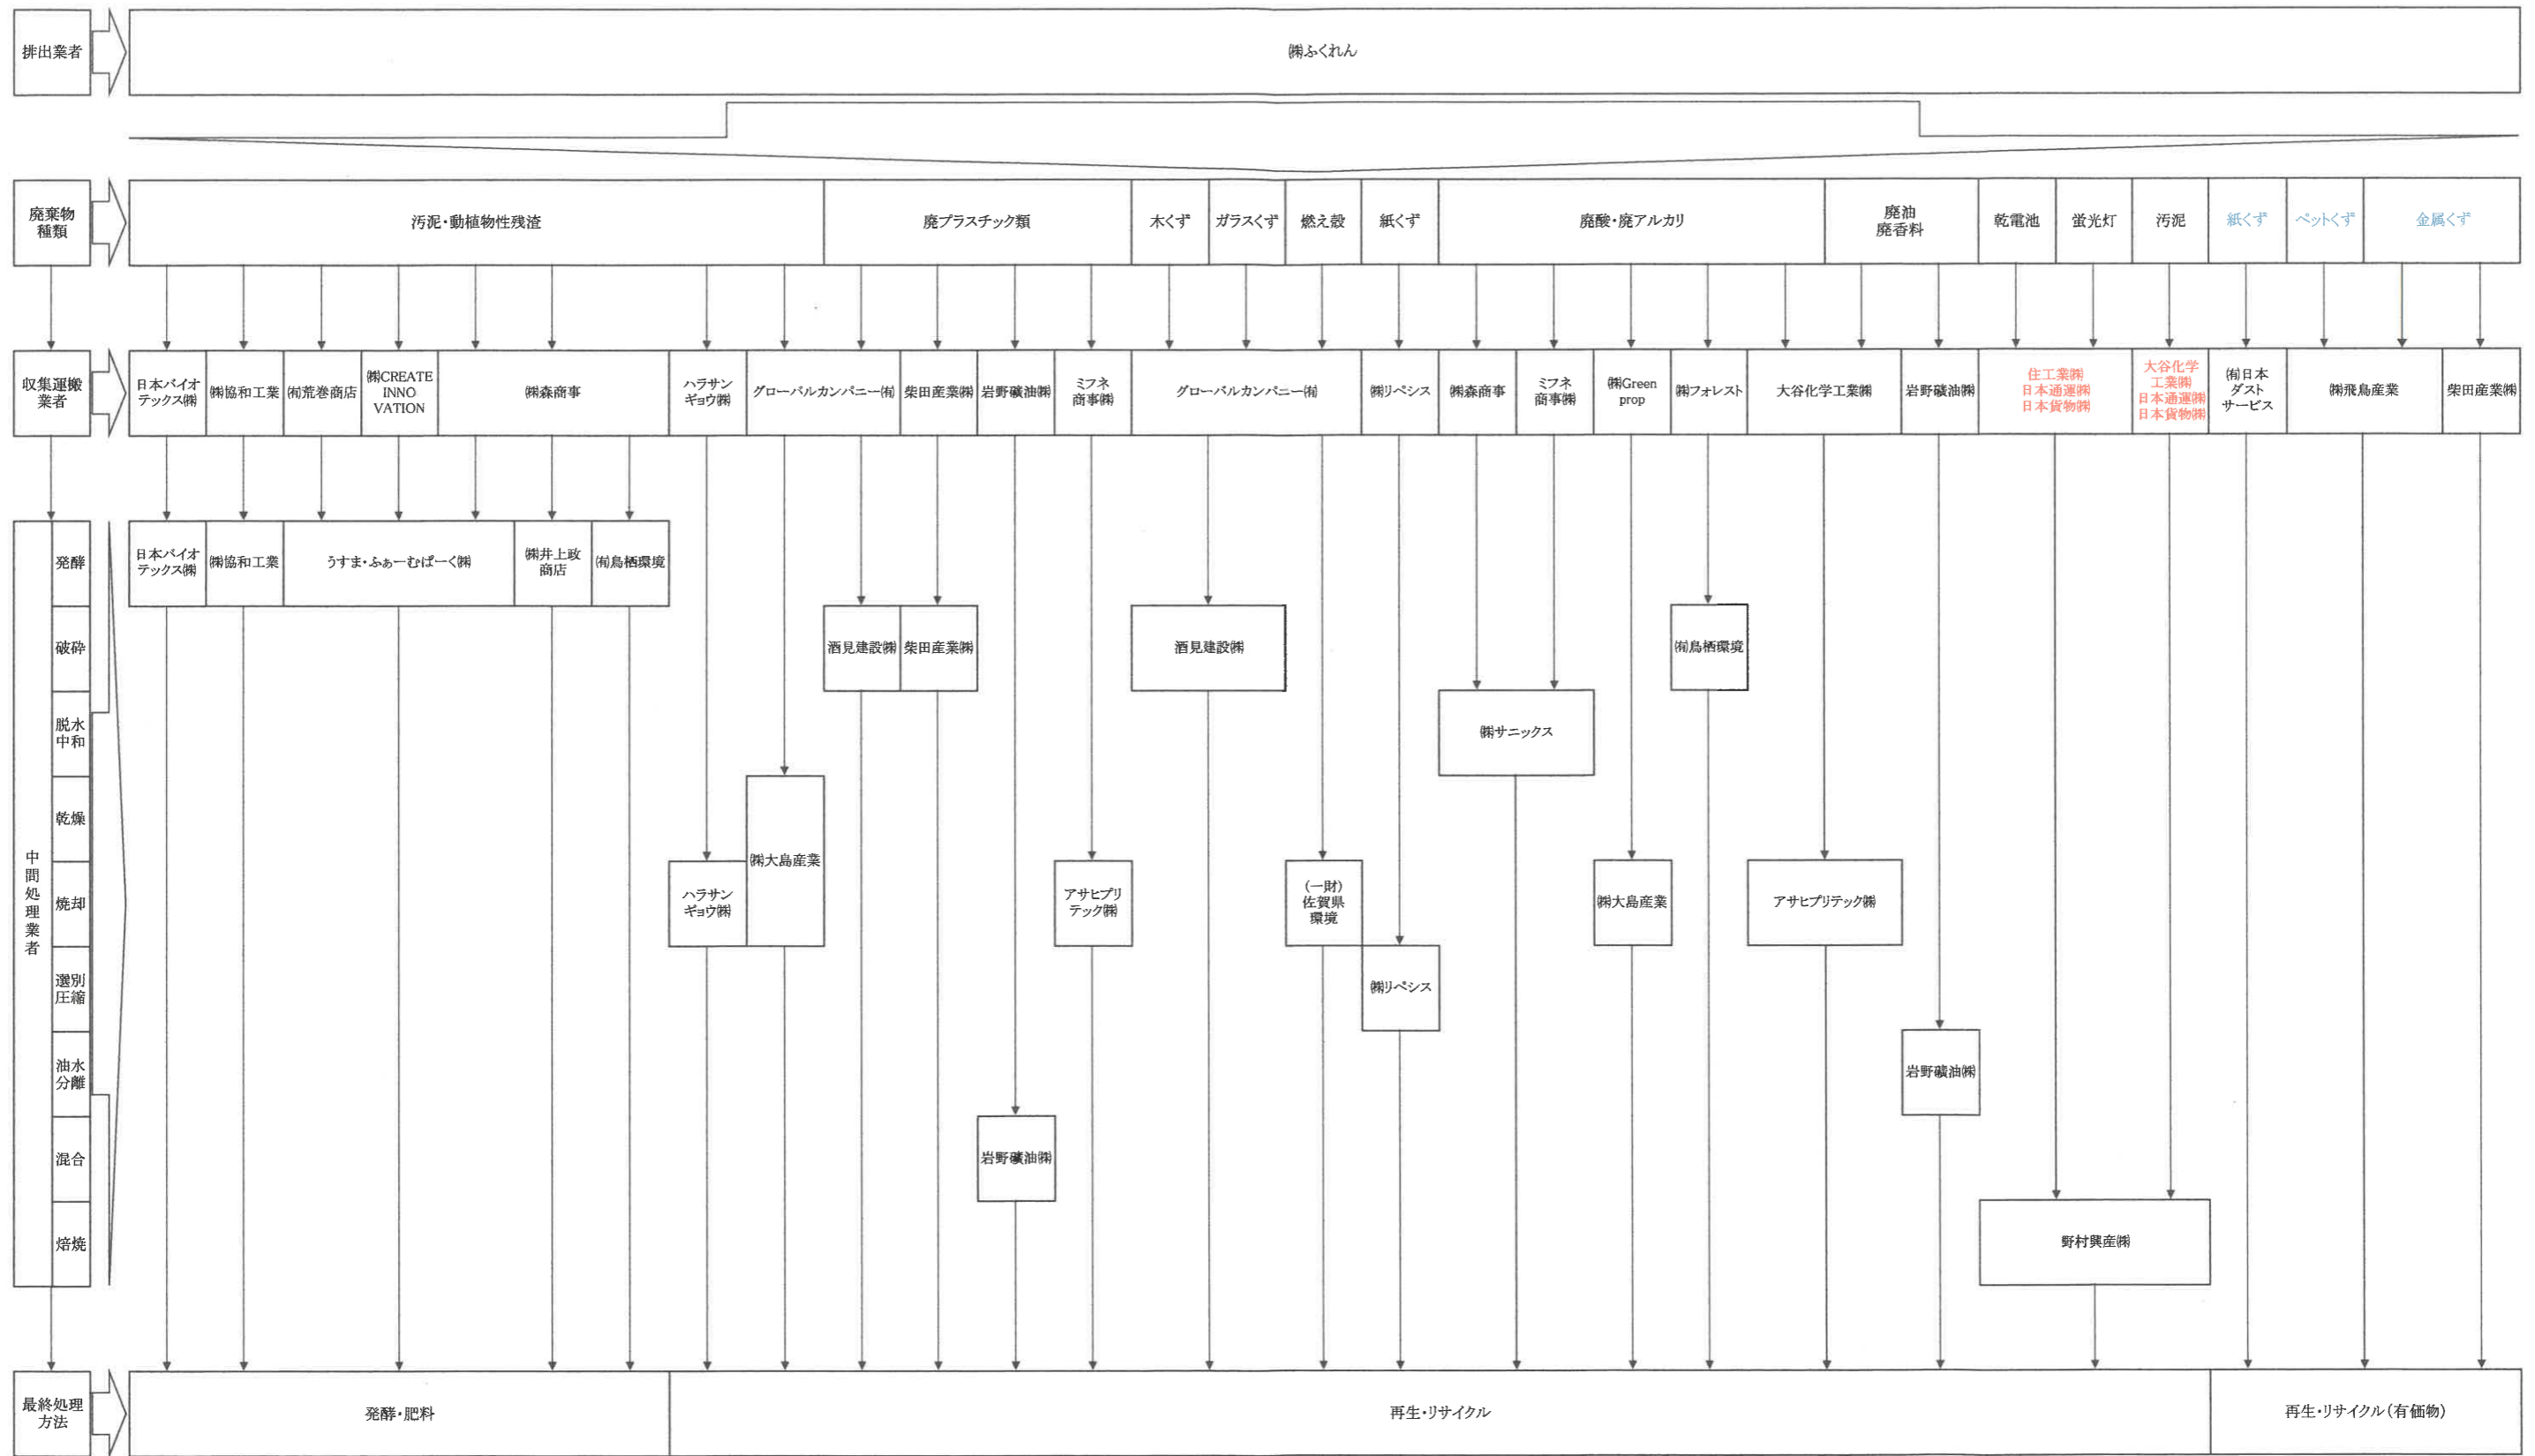 排出業者
㈱ふくれん
廃棄物
種類
汚泥・動植物性残渣
廃プラスチック類
木くず
ガラスくず
燃え殻
紙くず
廃酸・廃アルカリ
廃油
廃香料
乾電池
蛍光灯
汚泥
紙くず
ペットくず
金属くず
収集運搬
業者
日本バイオ
テックス㈱
㈱協和工業
㈲荒巻商店
㈱CREATE
INNO
VATION
㈱森商事
ハラサン
ギョウ㈱
グローバルカンパニー㈲
柴田産業㈱
岩野礦油㈱
ミフネ
商事㈱
グローバルカンパニー㈲
㈱リペシス
㈱森商事
ミフネ
商事㈱
㈱Green
prop
㈱フォレスト
大谷化学工業㈱
岩野礦油㈱
住工業㈱
日本通運㈱
日本貨物㈱
大谷化学
工業㈱
日本通運㈱
日本貨物㈱
㈲日本
ダスト
サービス
㈱飛鳥産業
柴田産業㈱
中間処理業者
発酵
日本バイオ
テックス㈱
㈱協和工業
うすま・ふぁーむぱーく㈱
㈱井上政
商店
㈲鳥栖環境
破砕
酒見建設㈱
柴田産業㈱
酒見建設㈱
㈲鳥栖環境
脱水
中和
㈱サニックス
乾燥
㈱大島産業
焼却
ハラサン
ギョウ㈱
アサヒプリ
テック㈱
(一財)
佐賀県
環境
㈱大島産業
アサヒプリテック㈱
選別
圧縮
㈱リペシス
油水
分離
岩野礦油㈱
混合
岩野礦油㈱
焙焼
野村興産㈱
最終処理
方法
発酵・肥料
再生・リサイクル
再生・リサイクル(有価物)